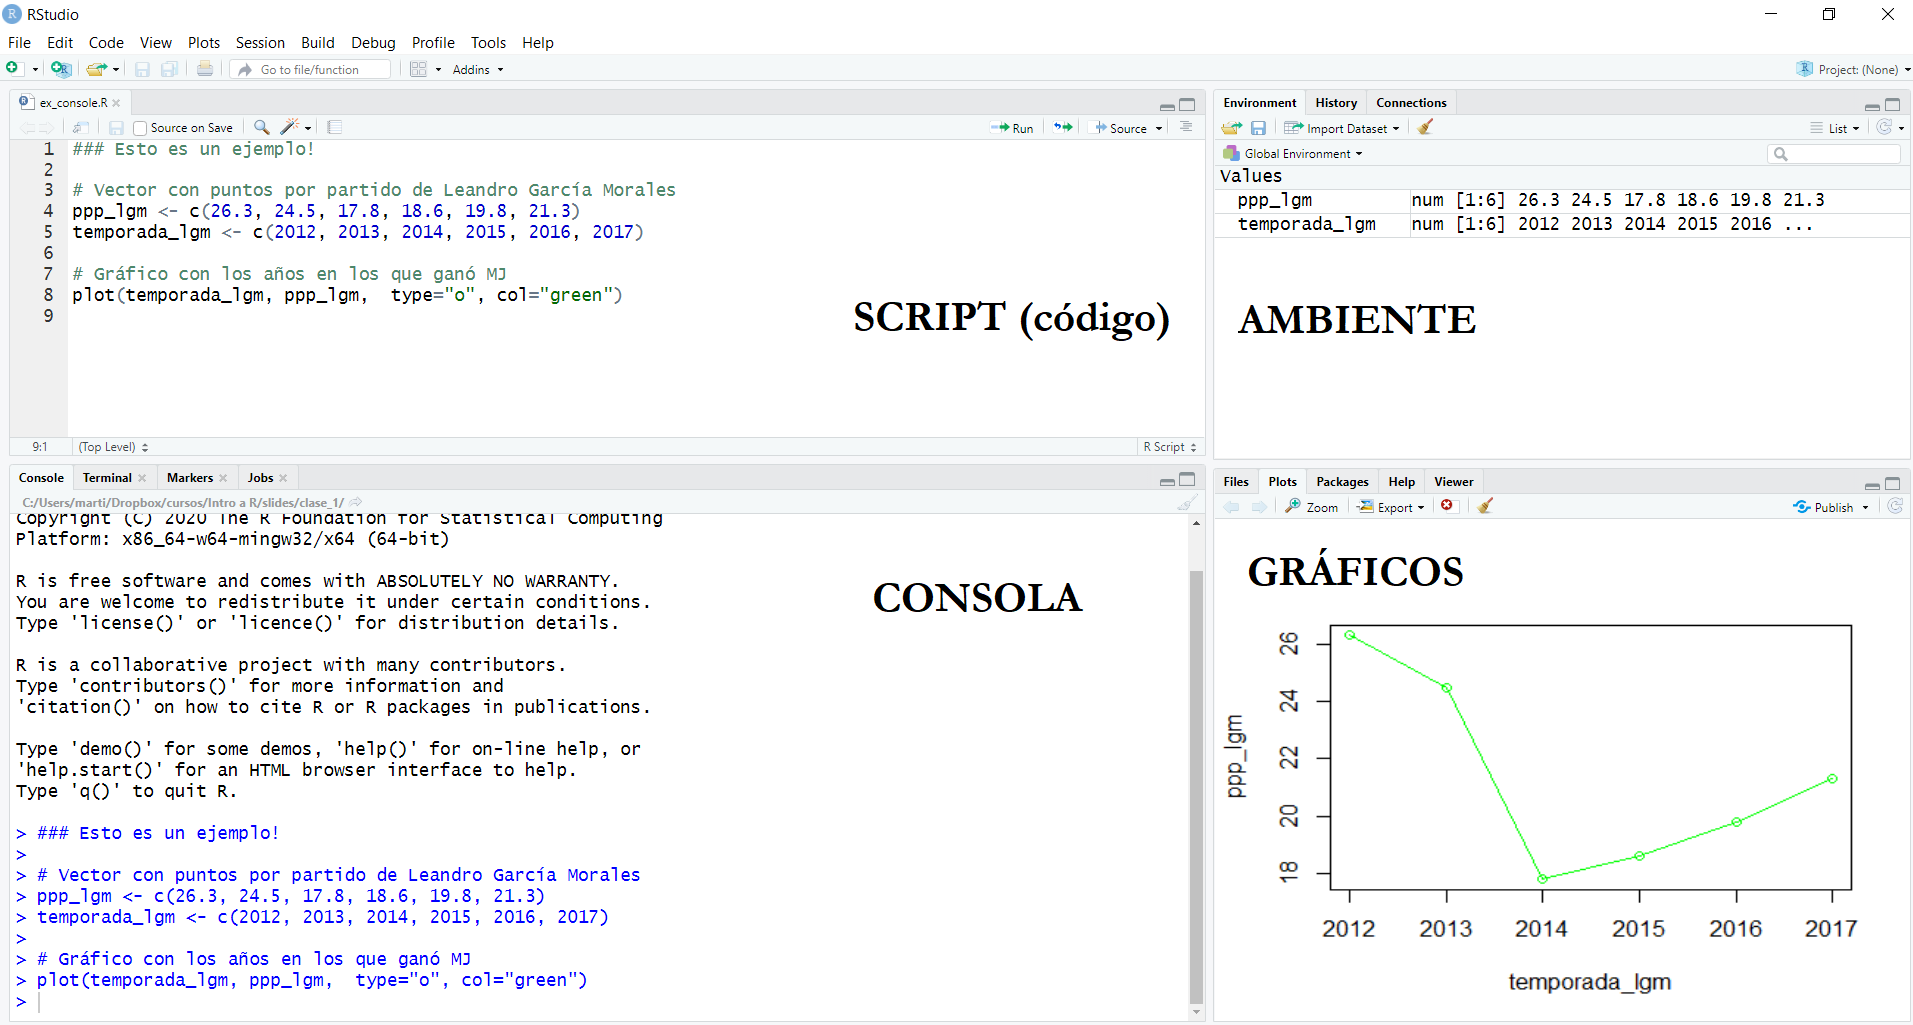 RStudio
File Edit Code View Plots Session Build Debug Profile Tools Help
Go to file/function Addins Project: (None)
ex_console.R
Source on Save Run Source
1 ### Esto es un ejemplo!
2
3 # Vector con puntos por partido de Leandro García Morales
4 ppp_lgm <- c(26.3, 24.5, 17.8, 18.6, 19.8, 21.3)
5 temporada_lgm <- c(2012, 2013, 2014, 2015, 2016, 2017)
6
7 # Gráfico con los años en los que ganó MJ
8 plot(temporada_lgm, ppp_lgm,  type="o", col="green")
9
SCRIPT (código)
9:1 (Top Level) R Script
Console Terminal Markers Jobs
C:/Users/marti/Dropbox/cursos/Intro a R/slides/clase_1/
Copyright (C) 2020 The R Foundation for Statistical Computing
Platform: x86_64-w64-mingw32/x64 (64-bit)
R is free software and comes with ABSOLUTELY NO WARRANTY.
You are welcome to redistribute it under certain conditions.
Type 'license()' or 'licence()' for distribution details.
R is a collaborative project with many contributors.
Type 'contributors()' for more information and
'citation()' on how to cite R or R packages in publications.
Type 'demo()' for some demos, 'help()' for on-line help, or
'help.start()' for an HTML browser interface to help.
Type 'q()' to quit R.
> ### Esto es un ejemplo!
>
> # Vector con puntos por partido de Leandro García Morales
> ppp_lgm <- c(26.3, 24.5, 17.8, 18.6, 19.8, 21.3)
> temporada_lgm <- c(2012, 2013, 2014, 2015, 2016, 2017)
>
> # Gráfico con los años en los que ganó MJ
> plot(temporada_lgm, ppp_lgm,  type="o", col="green")
>
CONSOLA
Environment History Connections
Import Dataset List
Global Environment
Values
ppp_lgm num [1:6] 26.3 24.5 17.8 18.6 19.8 21.3
temporada_lgm num [1:6] 2012 2013 2014 2015 2016 ...
AMBIENTE
Files Plots Packages Help Viewer
Zoom Export Publish
GRÁFICOS
26
24
22
20
18
ppp_lgm
2012 2013 2014 2015 2016 2017
temporada_lgm